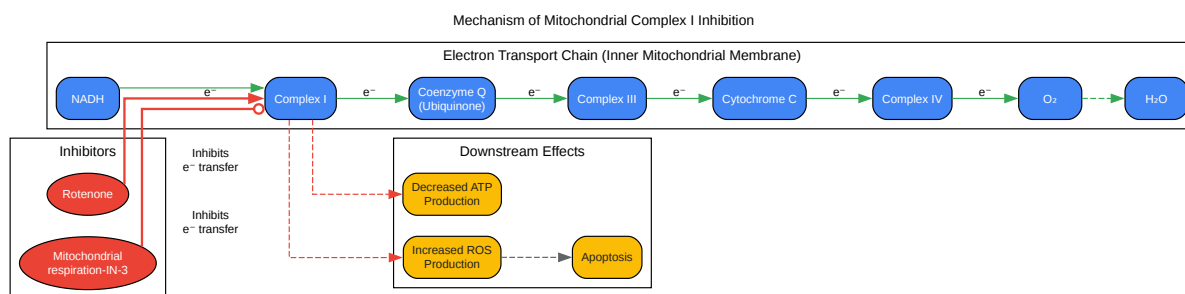 Mechanism of Mitochondrial Complex I Inhibition
Electron Transport Chain (Inner Mitochondrial Membrane)
NADH
e⁻
Complex I
e⁻
Coenzyme Q
(Ubiquinone)
e⁻
Complex III
e⁻
Cytochrome C
e⁻
Complex IV
e⁻
O₂
H₂O
Inhibitors
Rotenone
Mitochondrial
respiration-IN-3
Inhibits
e⁻ transfer
Inhibits
e⁻ transfer
Downstream Effects
Decreased ATP
Production
Increased ROS
Production
Apoptosis